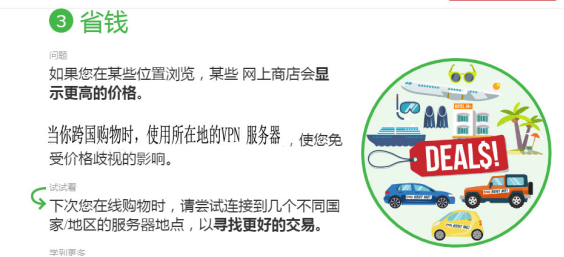 3 省钱
问题
如果您在某些位置浏览，某些 网上商店会显
示更高的价格。
当你跨国购物时，使用所在地的VPN 服务器 ，使您免
受价格歧视的影响。
试试看
下次您在线购物时，请尝试连接到几个不同国
家/地区的服务器地点，以寻找更好的交易。
学到更多
DEAL$!